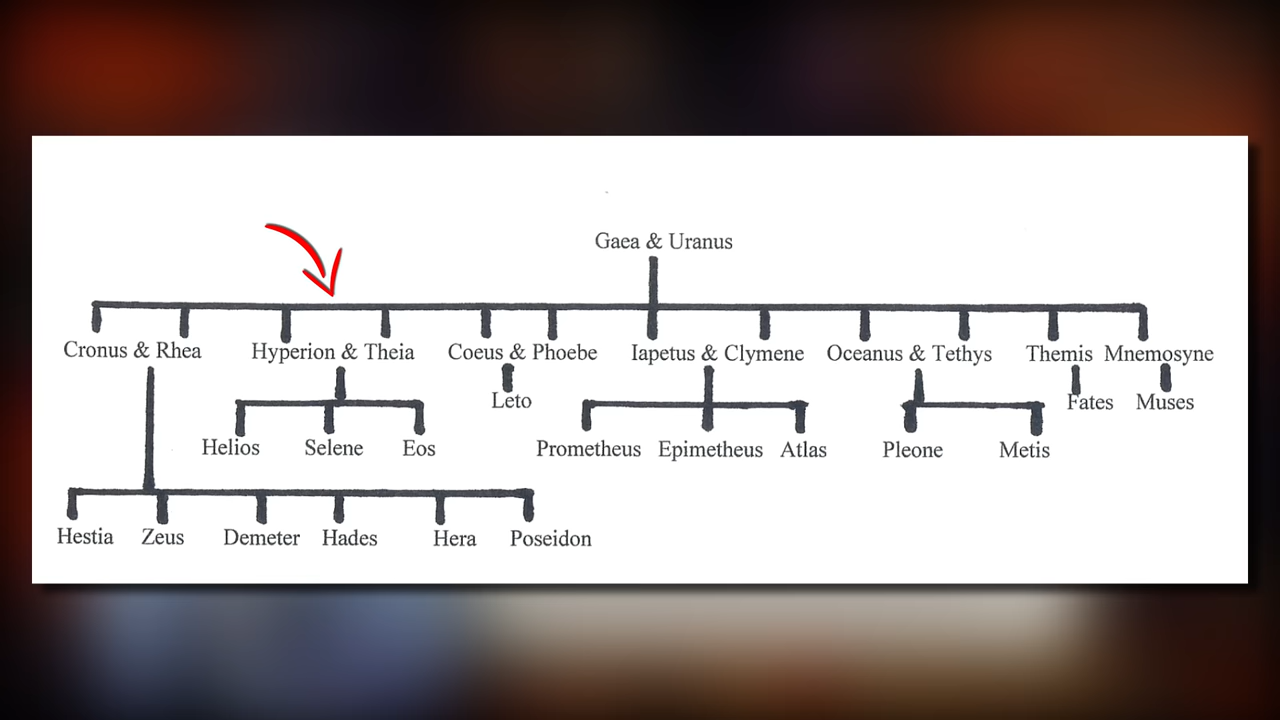 Gaea & Uranus
Cronus & Rhea Hyperion & Theia Coeus & Phoebe Iapetus & Clymene Oceanus & Tethys Themis Mnemosyne
Leto Fates Muses
Helios Selene Eos Prometheus Epimetheus Atlas Pleone Metis
Hestia Zeus Demeter Hades Hera Poseidon